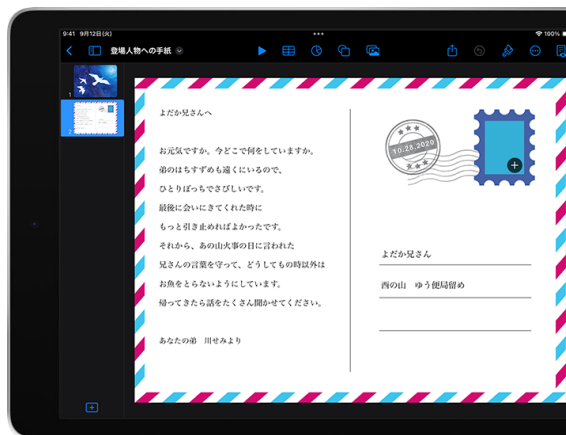 9:41 9月12日(火)
100%
登場人物への手紙
1
2
よだか兄さんへ
お元気ですか。今どこで何をしていますか。
弟のはちすずめも遠くにいるので、
ひとりぼっちでさびしいです。
最後に会いにきてくれた時に
もっと引き止めればよかったです。
それから、あの山火事の日に言われた
兄さんの言葉を守って、どうしてもの時以外は
お魚をとらないようにしています。
帰ってきたら話をたくさん聞かせてください。
あなたの弟 川せみより
10.28.2020
よだか兄さん
西の山 ゆう便局留め